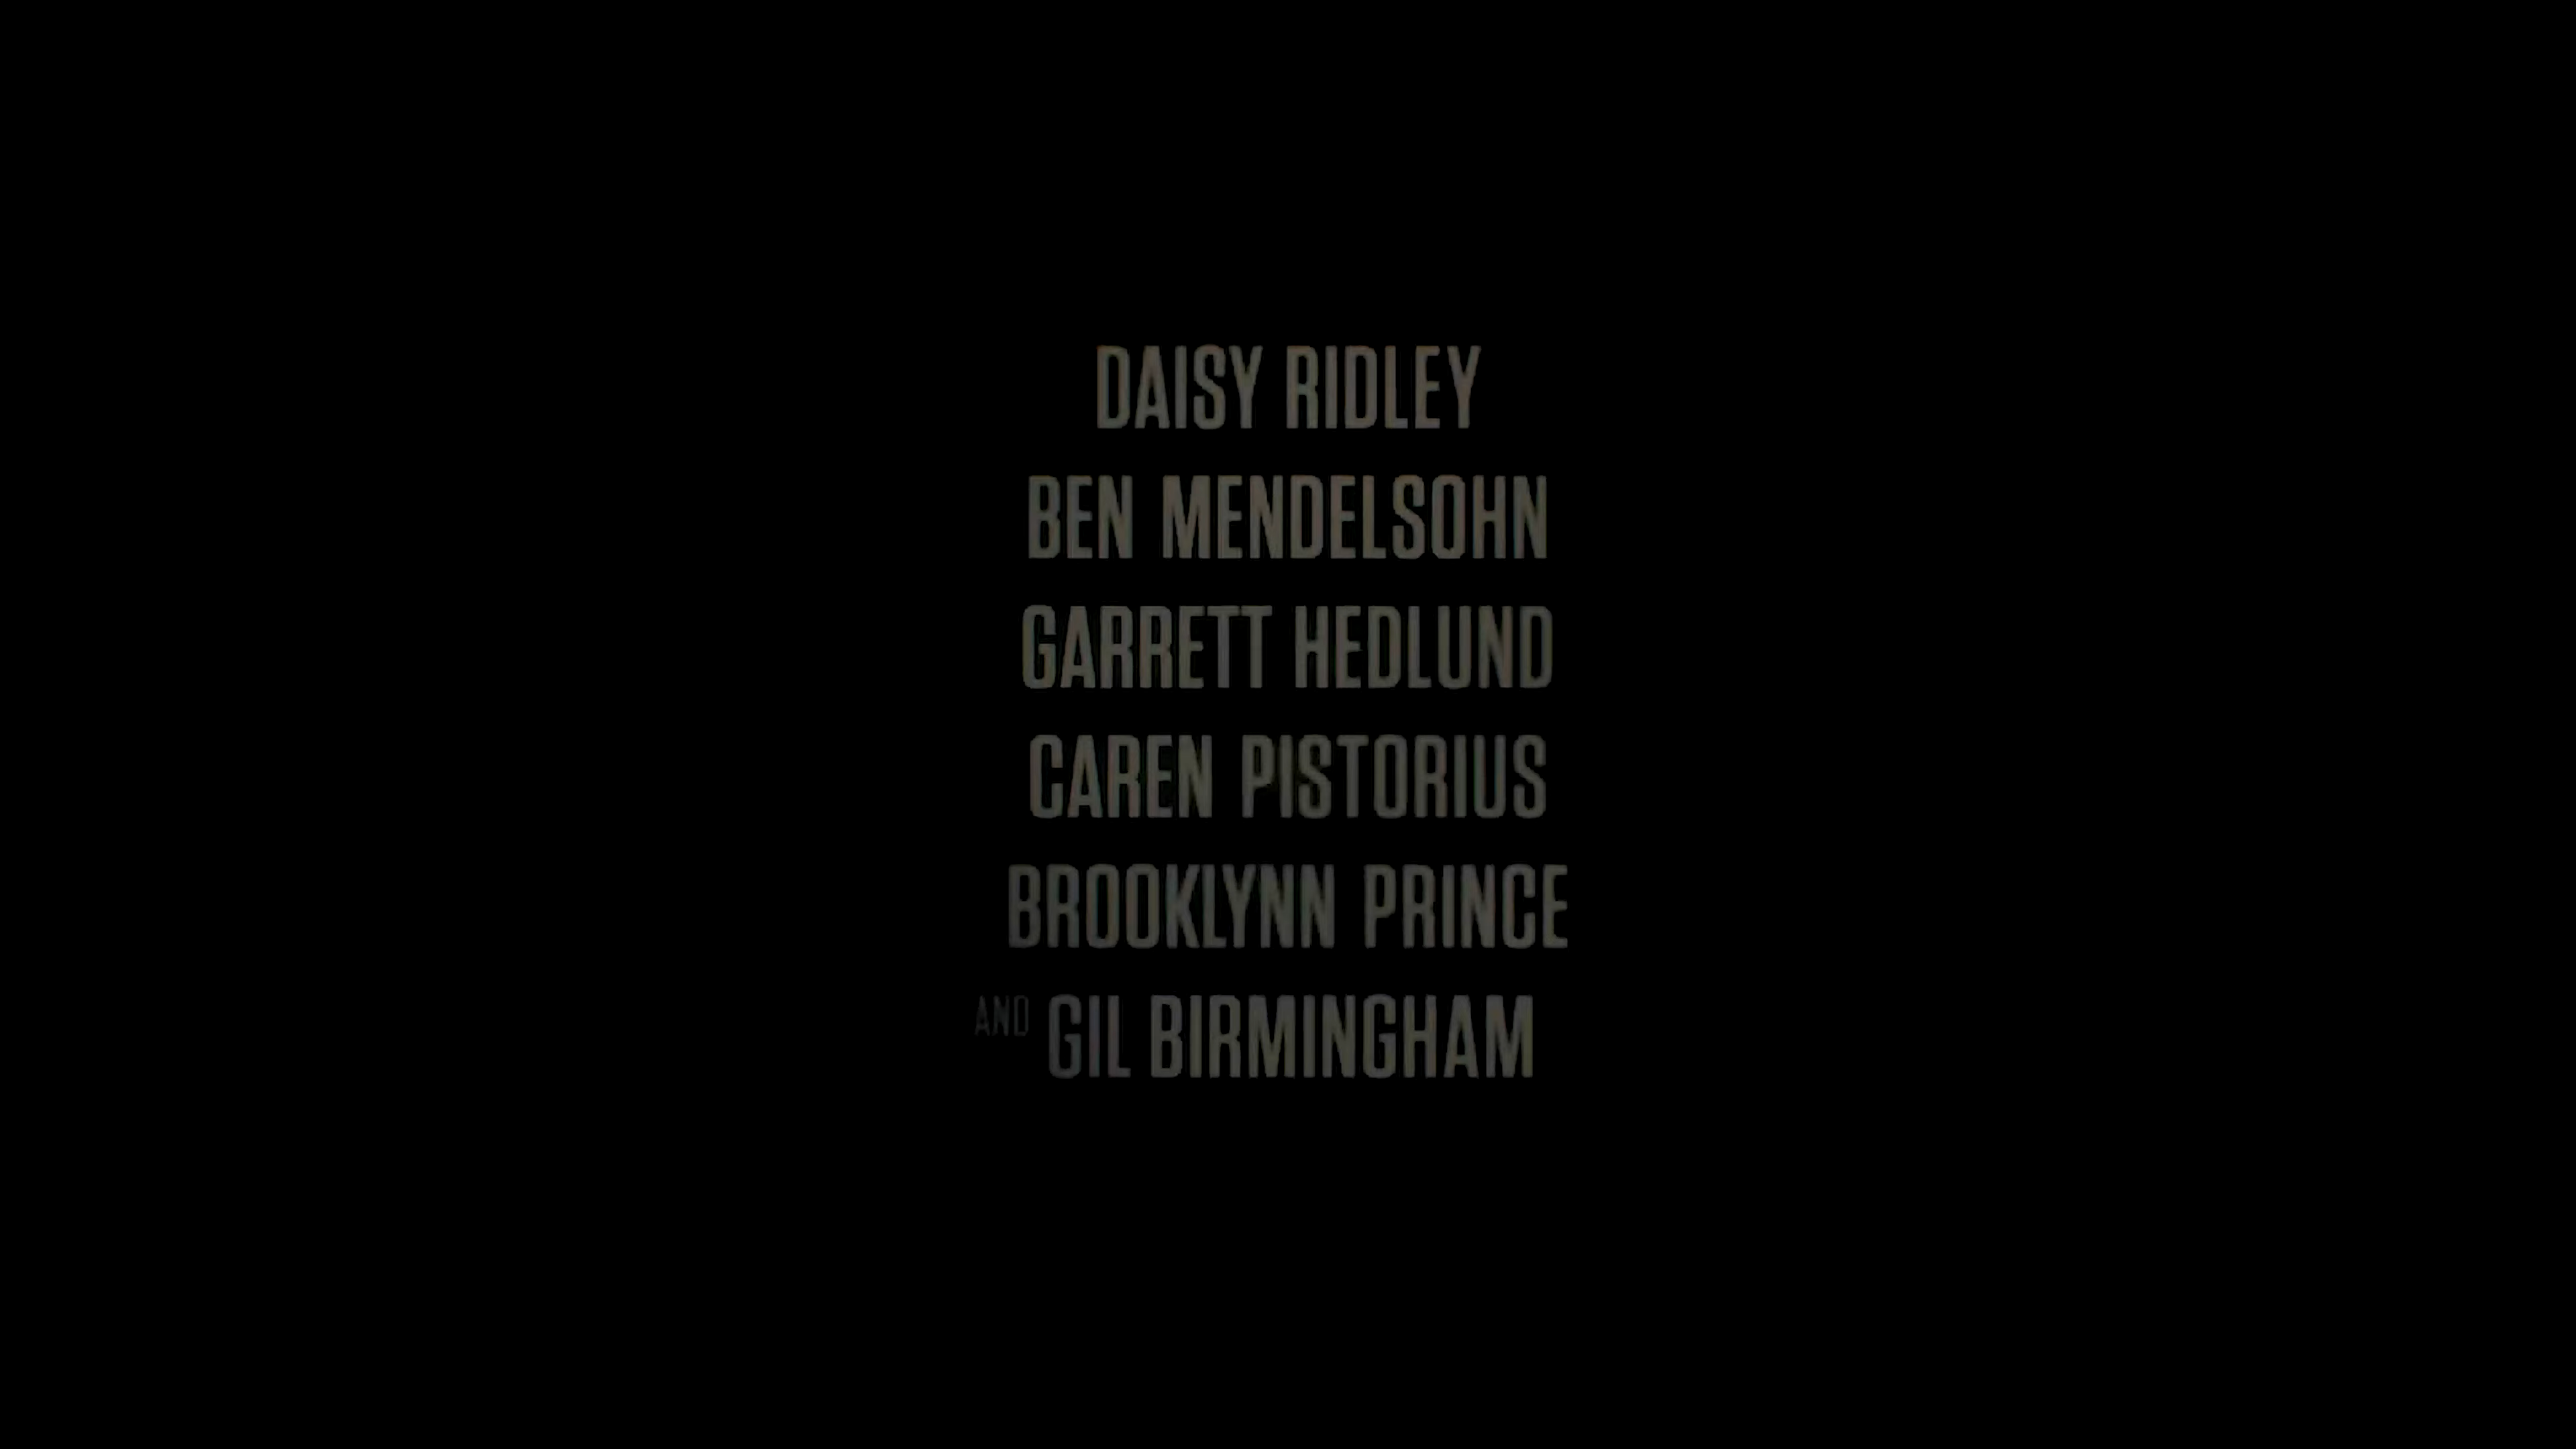 DAISY RIDLEY
BEN MENDELSOHN
GARRETT HEDLUND
CAREN PISTORIUS
BROOKLYNN PRINCE
AND GIL BIRMINGHAM